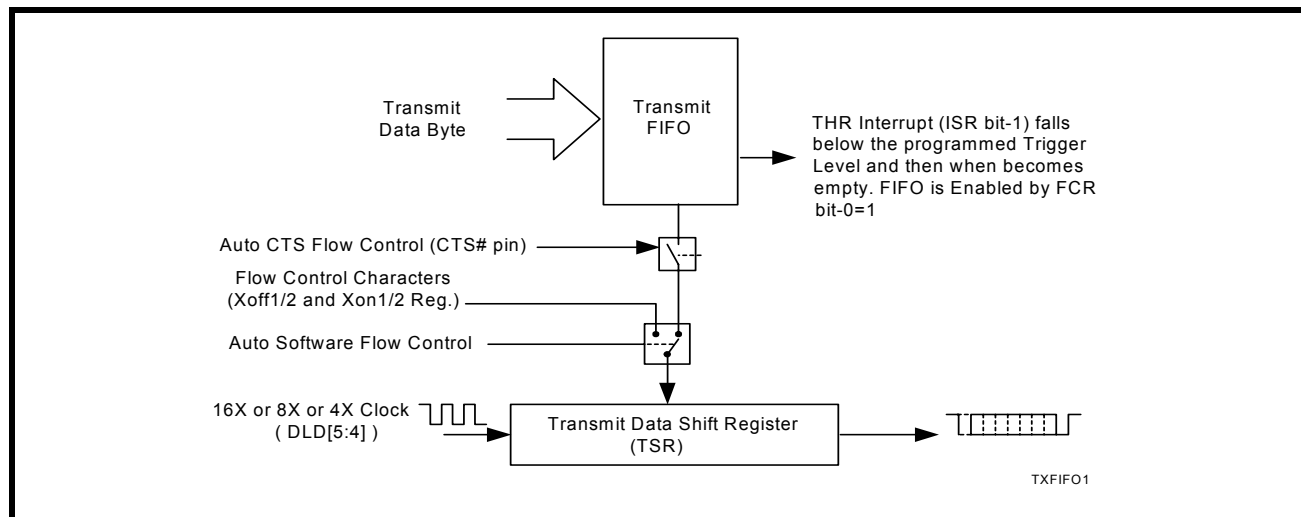 Transmit
Data Byte
Transmit
FIFO
THR Interrupt (ISR bit-1) falls
below the programmed Trigger
Level and then when becomes
empty. FIFO is Enabled by FCR
bit-0=1
Auto CTS Flow Control (CTS# pin)
Flow Control Characters
(Xoff1/2 and Xon1/2 Reg.)
Auto Software Flow Control
16X or 8X or 4X Clock
( DLD[5:4] )
Transmit Data Shift Register
(TSR)
TXFIFO1